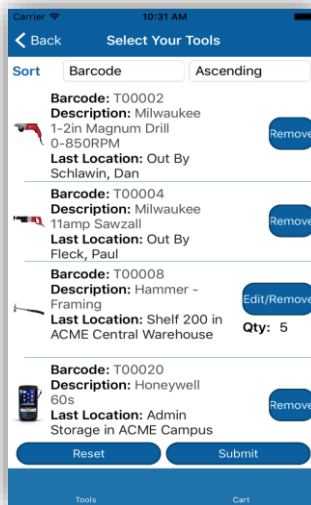 Carrier 10:31 AM
Back Select Your Tools
Sort Barcode Ascending
Barcode: T00002
Description: Milwaukee
1-2in Magnum Drill
0-850RPM
Last Location: Out By
Schlawin, Dan
Remove
Barcode: T00004
Description: Milwaukee
11amp Sawzall
Last Location: Out By
Fleck, Paul
Remove
Barcode: T00008
Description: Hammer -
Framing
Last Location: Shelf 200 in
ACME Central Warehouse
Edit/Remove
Qty: 5
Barcode: T00020
Description: Honeywell
60s
Last Location: Admin
Storage in ACME Campus
Remove
Reset Submit
Tools Cart